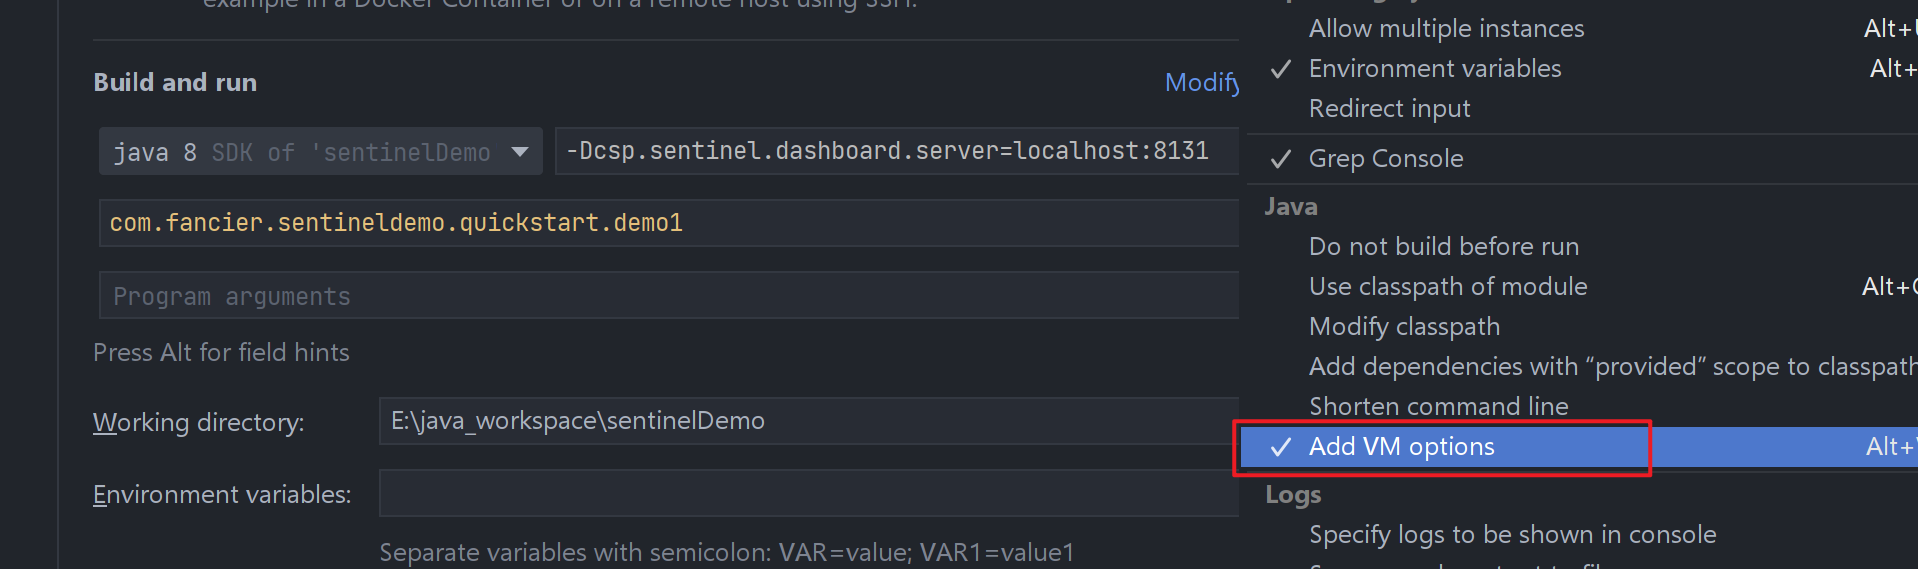 example in a Docker Container or on a remote host using SSH.
Build and run
Modify
java 8 SDK of 'sentinelDemo
-Dcsp.sentinel.dashboard.server=localhost:8131
com.fancier.sentineldemo.quickstart.demo1
Program arguments
Press Alt for field hints
Working directory:
E:\java_workspace\sentinelDemo
Environment variables:
Separate variables with semicolon: VAR=value; VAR1=value1
Allow multiple instances Alt+U
Environment variables Alt+
Redirect input
Grep Console
Java
Do not build before run
Use classpath of module Alt+
Modify classpath
Add dependencies with “provided” scope to classpath
Shorten command line
Add VM options Alt+V
Logs
Specify logs to be shown in console